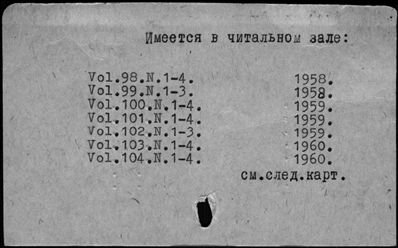 Имеется в читальном зале:
Vol.98.N.1-4. 1958.
Vol.99.N.1-3. 1958.
Vol.100.N.1-4. 1959.
Vol.101.N.1-4. 1959.
Vol.102.N.1-3. 1959.
Vol.103.N.1-4. 1960.
Vol.104.N.1-4. 1960.
см.след.карт.